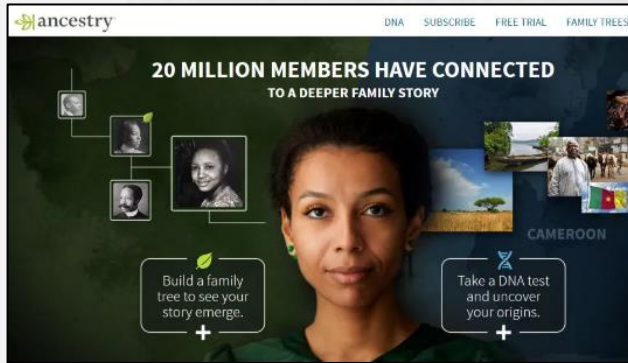 ancestry
DNA SUBSCRIBE FREE TRIAL FAMILY TREES
20 MILLION MEMBERS HAVE CONNECTED
TO A DEEPER FAMILY STORY
CAMEROON
Build a family
tree to see your
story emerge.
+
Take a DNA test
and uncover
your origins.
+